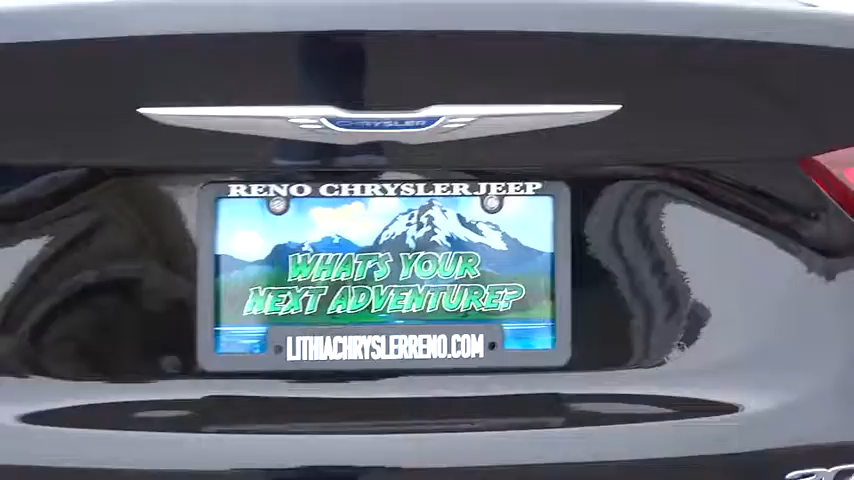 CHRYSLER
RENO CHRYSLER JEEP
WHAT'S YOUR
NEXT ADVENTURE?
LITHIACHRYSLERRENO.COM